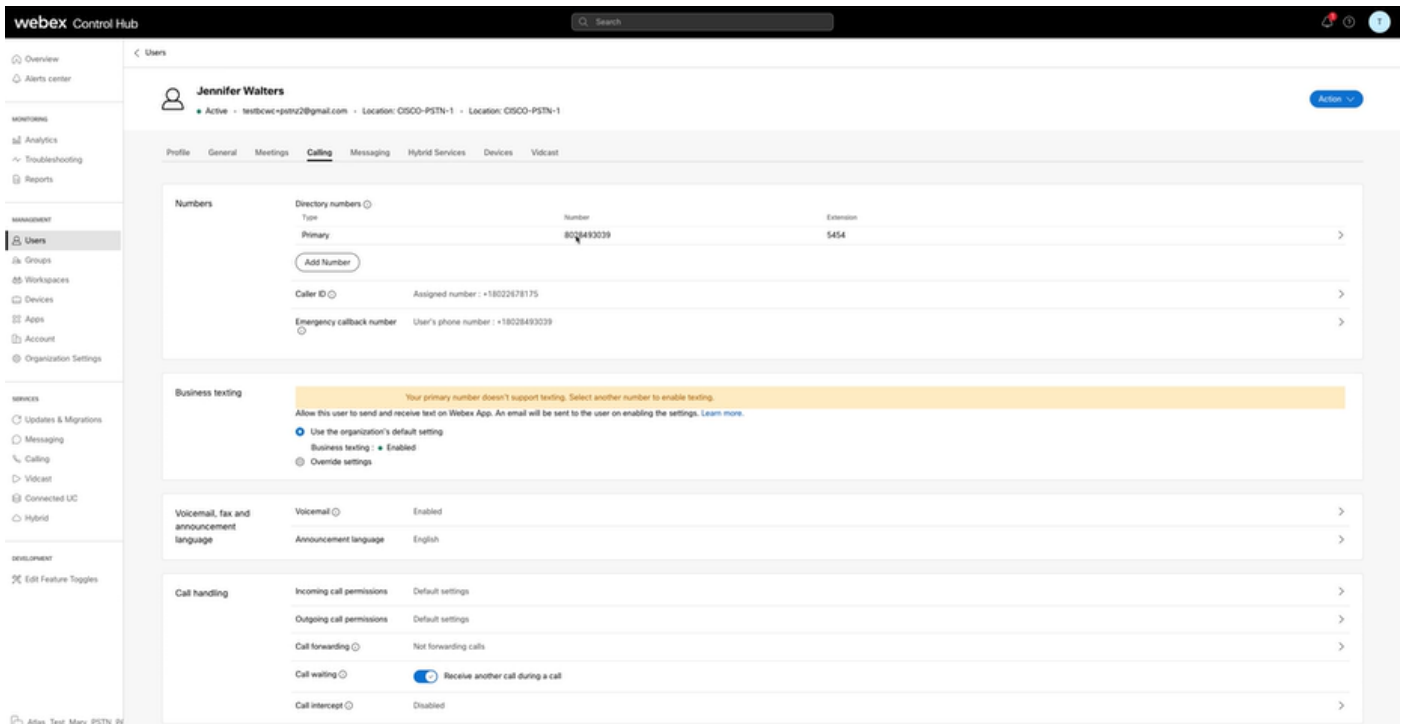 webex Control Hub
Search
T
Overview
Alerts center
MONITORING
Analytics
Troubleshooting
Reports
MANAGEMENT
Users
Groups
Workspaces
Devices
Apps
Account
Organization Settings
SERVICES
Updates & Migrations
Messaging
Calling
Vidcast
Connected UC
Hybrid
DEVELOPMENT
Edit Feature Toggles
Atlas_Test_Mary_PSTN
Users
Jennifer Walters
Active • testbcwc+pstnz2@gmail.com • Location: CISCO-PSTN-1 • Location: CISCO-PSTN-1
Action
Profile General Meetings Calling Messaging Hybrid Services Devices Vidcast
Numbers
Directory numbers
Type Number Extension
Primary 8028493039 5454
Add Number
Caller ID Assigned number : +18022678175
Emergency callback number User's phone number : +18028493039
Business texting
Your primary number doesn't support texting. Select another number to enable texting.
Allow this user to send and receive text on Webex App. An email will be sent to the user on enabling the settings. Learn more.
Use the organization's default setting
Business texting : • Enabled
Override settings
Voicemail, fax and
announcement
language
Voicemail Enabled
Announcement language English
Call handling
Incoming call permissions Default settings
Outgoing call permissions Default settings
Call forwarding Not forwarding calls
Call waiting Receive another call during a call
Call intercept Disabled